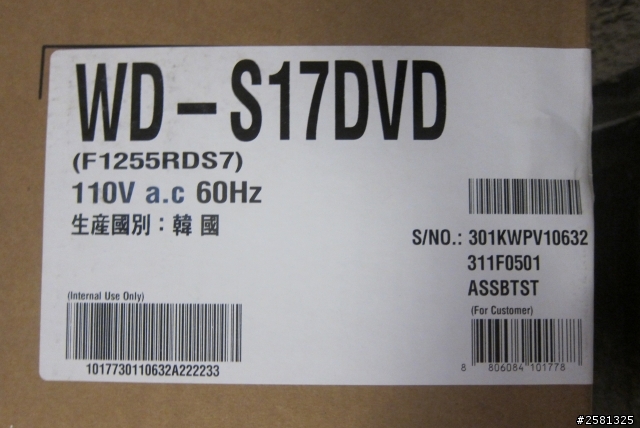 WD-S17DVD
(F1255RDS7)
110V a.c 60Hz
生産國別：韓國
S/NO.: 301KWPV10632
311F0501
ASSBTST
(Internal Use Only)
1017730110632A222233
(For Customer)
8 806084 101778
#2581325